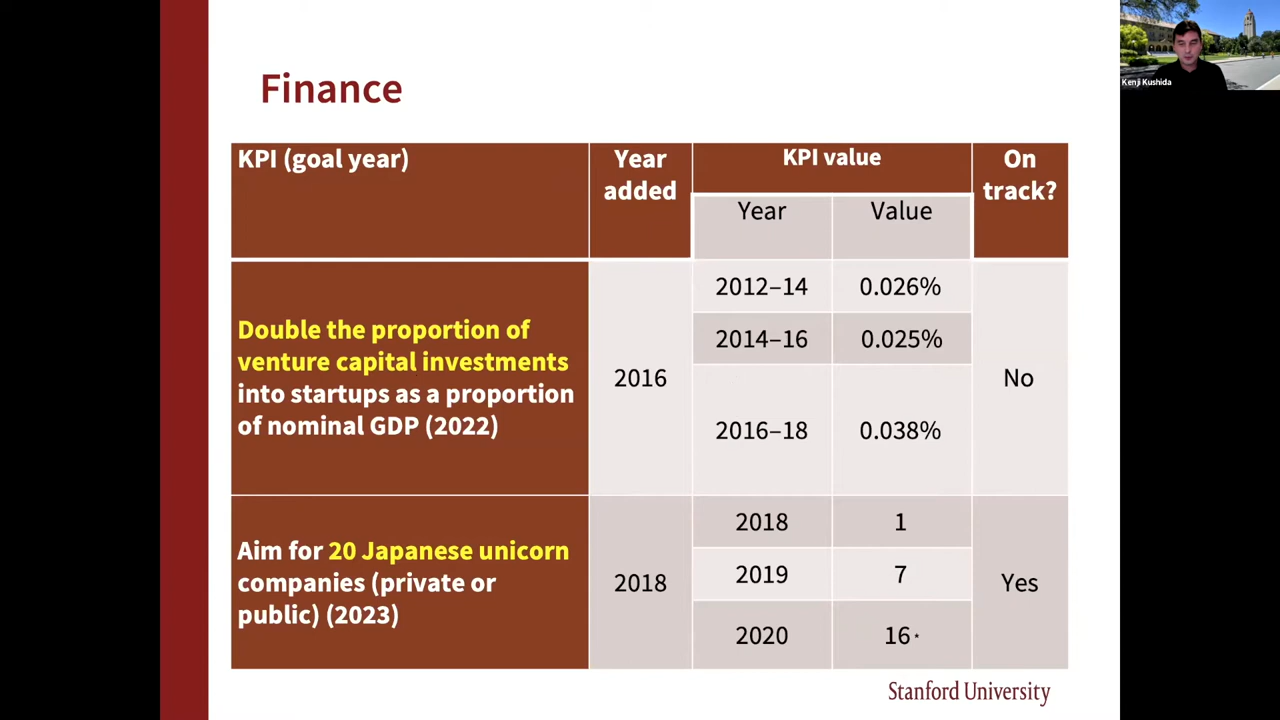 Finance
KPI (goal year)
Year
added
KPI value
On
track?
Year
Value
Double the proportion of
venture capital investments
into startups as a proportion
of nominal GDP (2022)
2016
2012–14
0.026%
2014–16
0.025%
2016–18
0.038%
No
Aim for 20 Japanese unicorn
companies (private or
public) (2023)
2018
2018
1
2019
7
2020
16*
Yes
Stanford University
Kenji Kushida